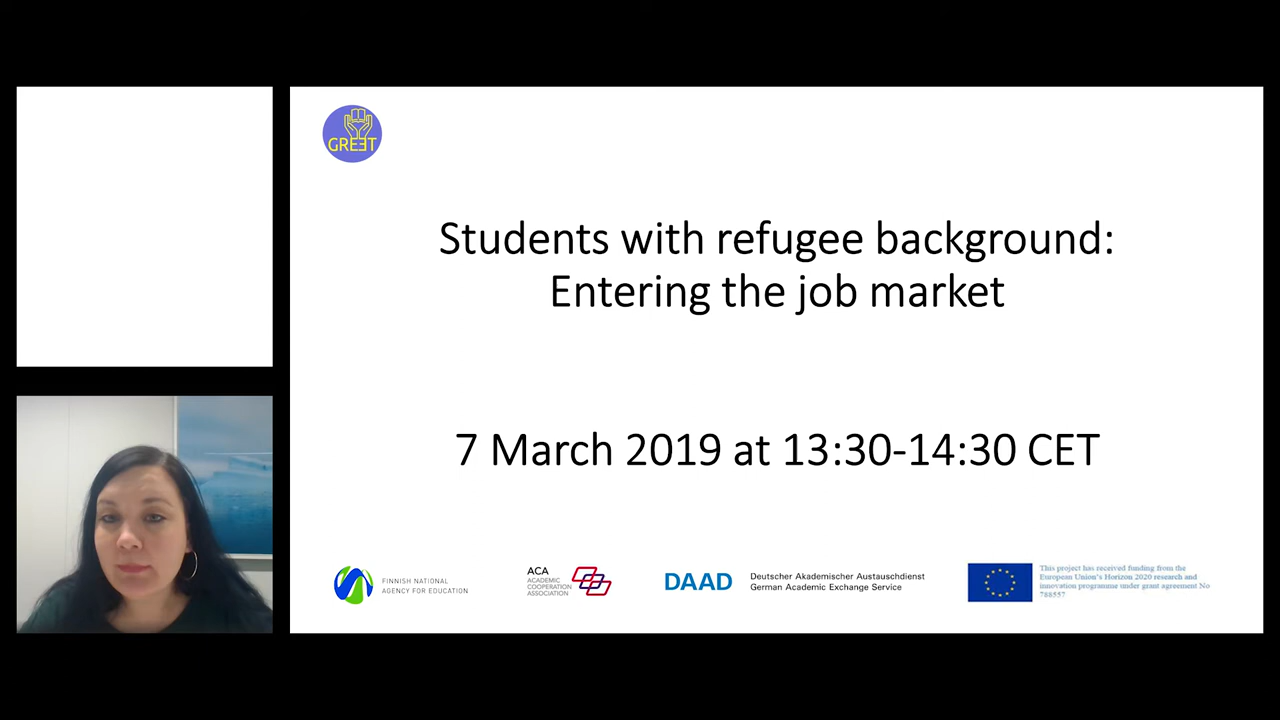 GREET
Students with refugee background:
Entering the job market
7 March 2019 at 13:30-14:30 CET
FINNISH NATIONAL
AGENCY FOR EDUCATION
ACA
ACADEMIC
COOPERATION
ASSOCIATION
DAAD
Deutscher Akademischer Austauschdienst
German Academic Exchange Service
This project has received funding from the
European Union's Horizon 2020 research and
innovation programme under grant agreement No
788557